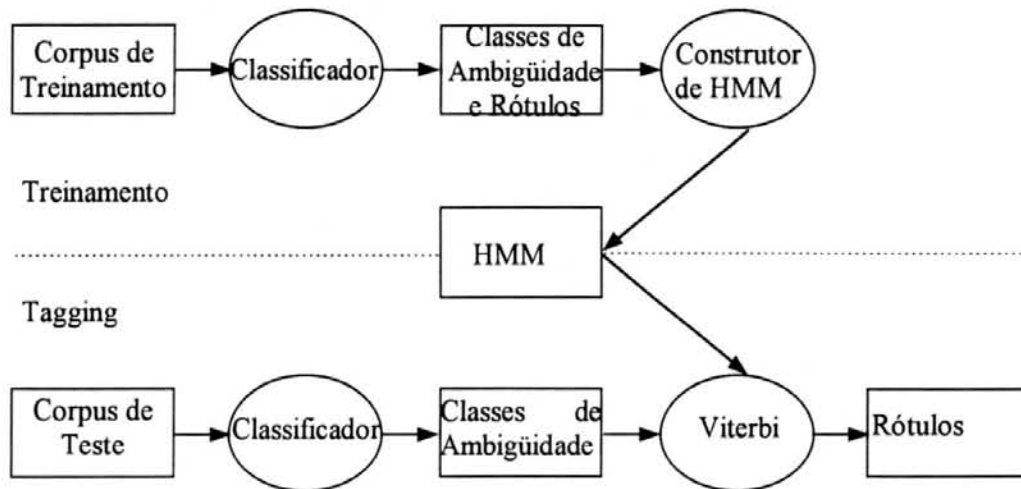 Corpus de
Treinamento
Classificador
Classes de
Ambigüidade
e Rótulos
Construtor
de HMM
Treinamento
HMM
Tagging
Corpus de
Teste
Classificador
Classes de
Ambigüidade
Viterbi
Rótulos